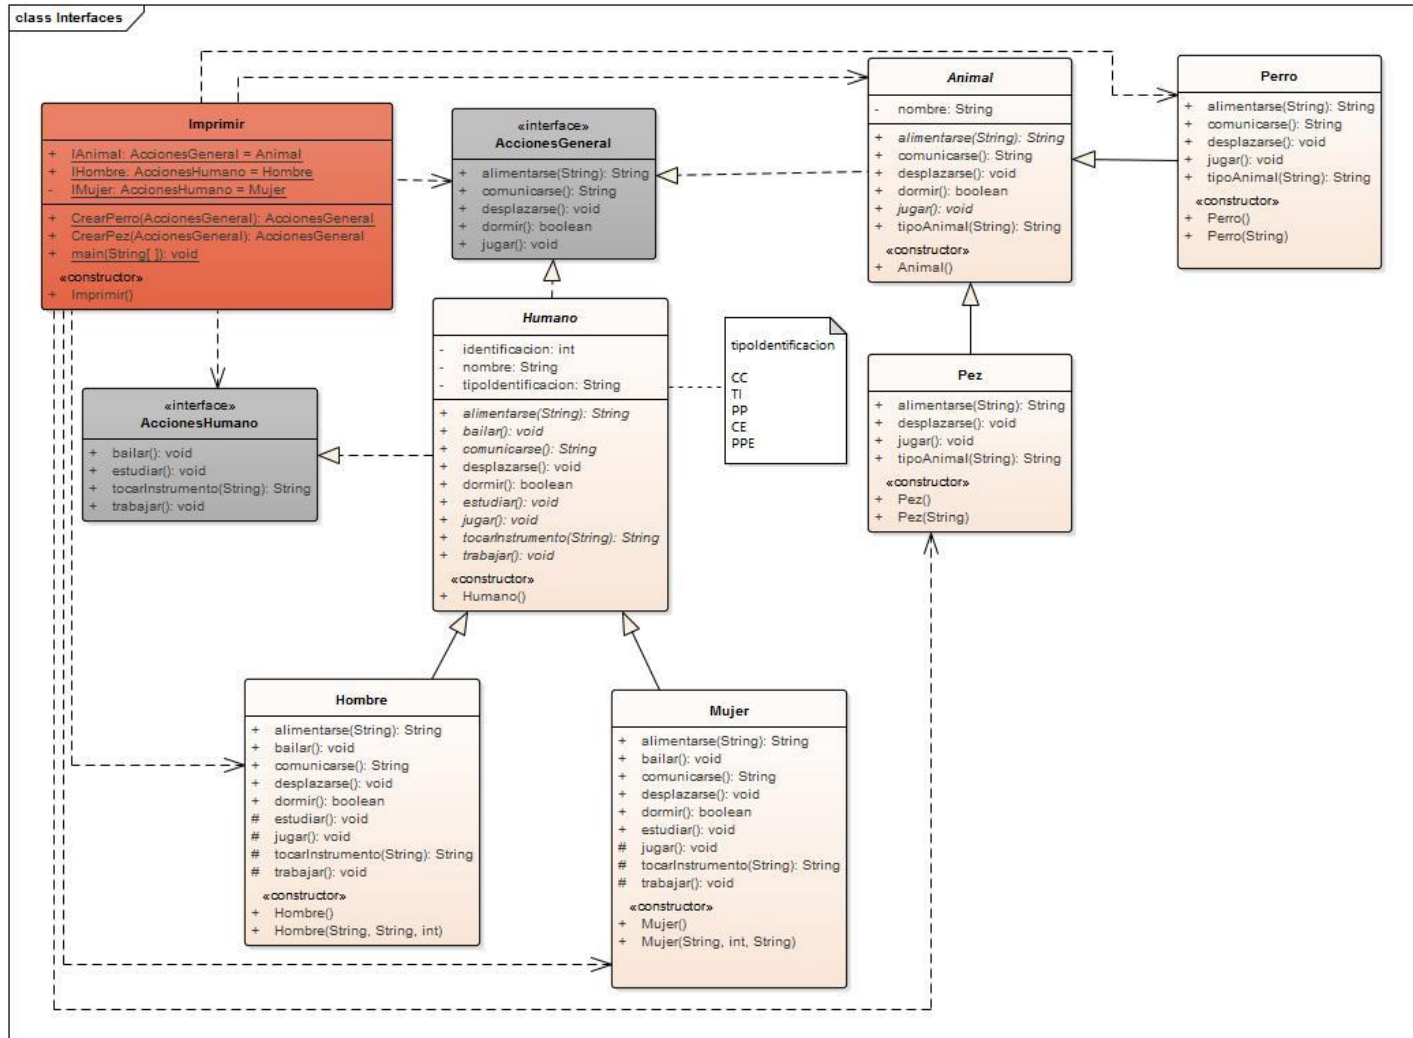 class Interfaces
Imprimir
+ IAnimal: AccionesGeneral = Animal
+ IHombre: AccionesHumano = Hombre
- IMujer: AccionesHumano = Mujer
+ CrearPerro(AccionesGeneral): AccionesGeneral
+ CrearPez(AccionesGeneral): AccionesGeneral
+ main(String[ ]): void
«constructor»
+ Imprimir()
«interface»
AccionesGeneral
+ alimentarse(String): String
+ comunicarse(): String
+ desplazarse(): void
+ dormir(): boolean
+ jugar(): void
Animal
- nombre: String
+ alimentarse(String): String
+ comunicarse(): String
+ desplazarse(): void
+ dormir(): boolean
+ jugar(): void
+ tipoAnimal(String): String
«constructor»
+ Animal()
Perro
+ alimentarse(String): String
+ comunicarse(): String
+ desplazarse(): void
+ jugar(): void
+ tipoAnimal(String): String
«constructor»
+ Perro()
+ Perro(String)
«interface»
AccionesHumano
+ bailar(): void
+ estudiar(): void
+ tocarInstrumento(String): String
+ trabajar(): void
Humano
- identificacion: int
- nombre: String
- tipoIdentificacion: String
+ alimentarse(String): String
+ bailar(): void
+ comunicarse(): String
+ desplazarse(): void
+ dormir(): boolean
+ estudiar(): void
+ jugar(): void
+ tocarInstrumento(String): String
+ trabajar(): void
«constructor»
+ Humano()
tipoIdentificacion
CC
TI
PP
CE
PPE
Pez
+ alimentarse(String): String
+ desplazarse(): void
+ jugar(): void
+ tipoAnimal(String): String
«constructor»
+ Pez()
+ Pez(String)
Hombre
+ alimentarse(String): String
+ bailar(): void
+ comunicarse(): String
+ desplazarse(): void
+ dormir(): boolean
# estudiar(): void
# jugar(): void
# tocarInstrumento(String): String
# trabajar(): void
«constructor»
+ Hombre()
+ Hombre(String, String, int)
Mujer
+ alimentarse(String): String
+ bailar(): void
+ comunicarse(): String
+ desplazarse(): void
+ dormir(): boolean
+ estudiar(): void
# jugar(): void
# tocarInstrumento(String): String
# trabajar(): void
«constructor»
+ Mujer()
+ Mujer(String, int, String)